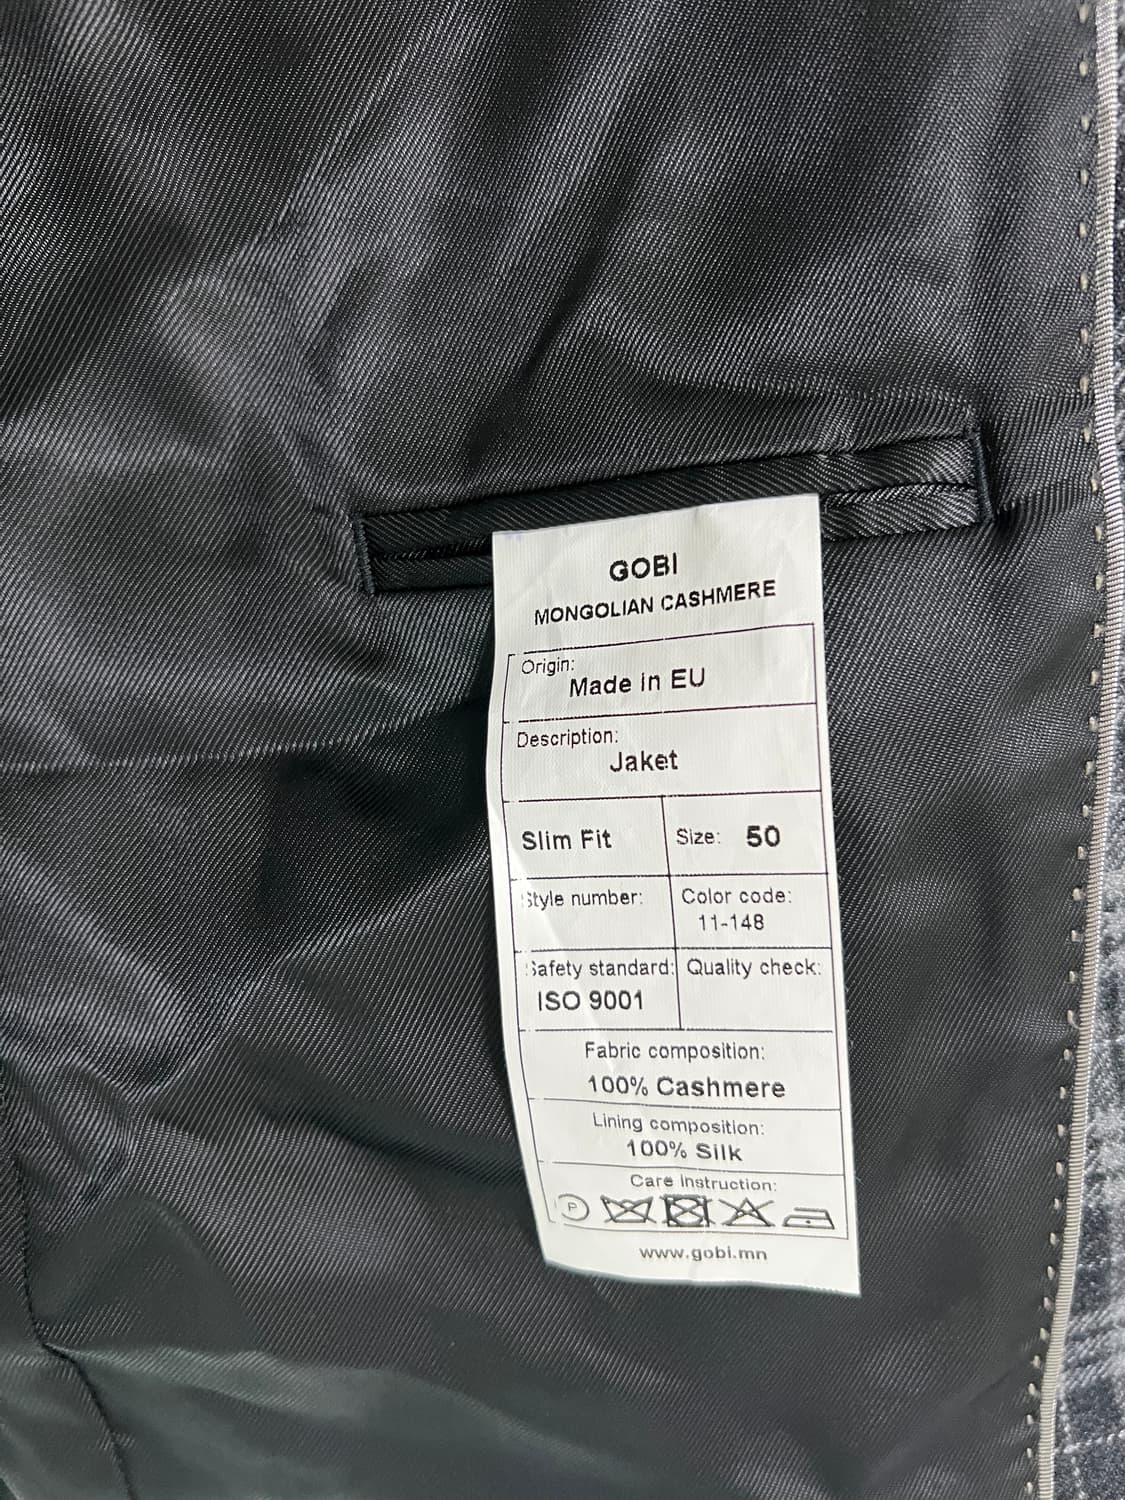 GOBI
MONGOLIAN CASHMERE
Origin:
Made in EU
Description:
Jaket
Slim Fit
Size: 50
Style number:
Color code:
11-148
Safety standard:
Quality check:
ISO 9001
Fabric composition:
100% Cashmere
Lining composition:
100% Silk
Care instruction:
P
www.gobi.mn